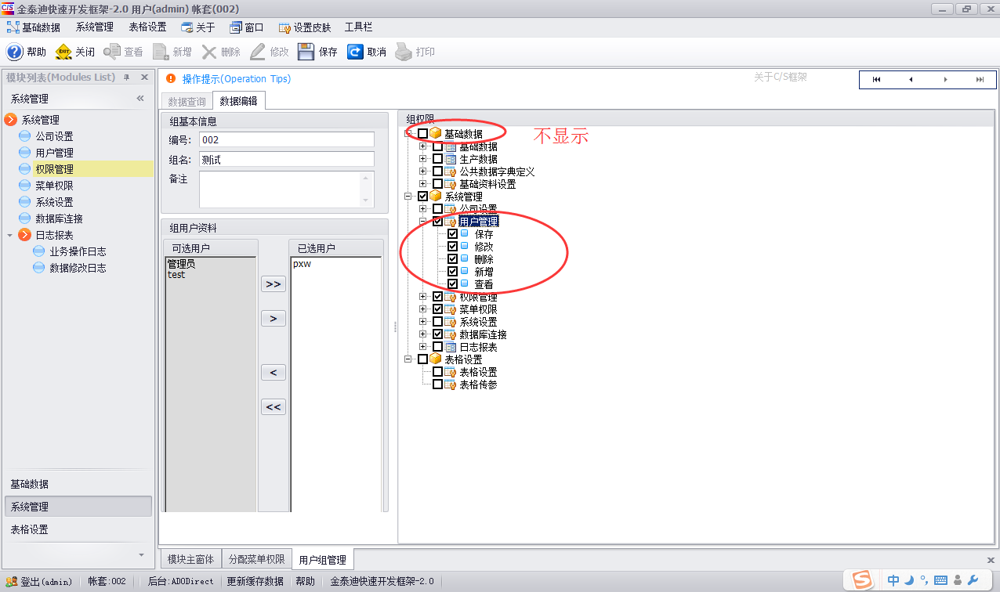 金泰迪快速开发框架-2.0 用户(admin) 帐套(002)
基础数据 系统管理 表格设置 关于 窗口 设置皮肤 工具栏
帮助 关闭 查看 新增 删除 修改 保存 取消 打印
模块列表(Modules List)
系统管理
系统管理
公司设置
用户管理
权限管理
菜单权限
系统设置
数据库连接
日志报表
业务操作日志
数据修改日志
基础数据
系统管理
表格设置
操作提示(Operation Tips)
关于C/S框架
数据查询 数据编辑
组基本信息
编号: 002
组名: 测试
备注
组用户资料
可选用户
管理员
test
>>
>
<
<<
已选用户
pxw
组权限
基础数据
不显示
基础数据
生产数据
公共数据字典定义
基础资料设置
系统管理
公司设置
用户管理
保存
修改
删除
新增
查看
权限管理
菜单权限
系统设置
数据库连接
日志报表
表格设置
表格设置
表格传参
模块主窗体 分配菜单权限 用户组管理
登出(admin) 帐套:002 后台:ADODirect 更新缓存数据 就绪 金泰迪快速开发框架-2.0
中